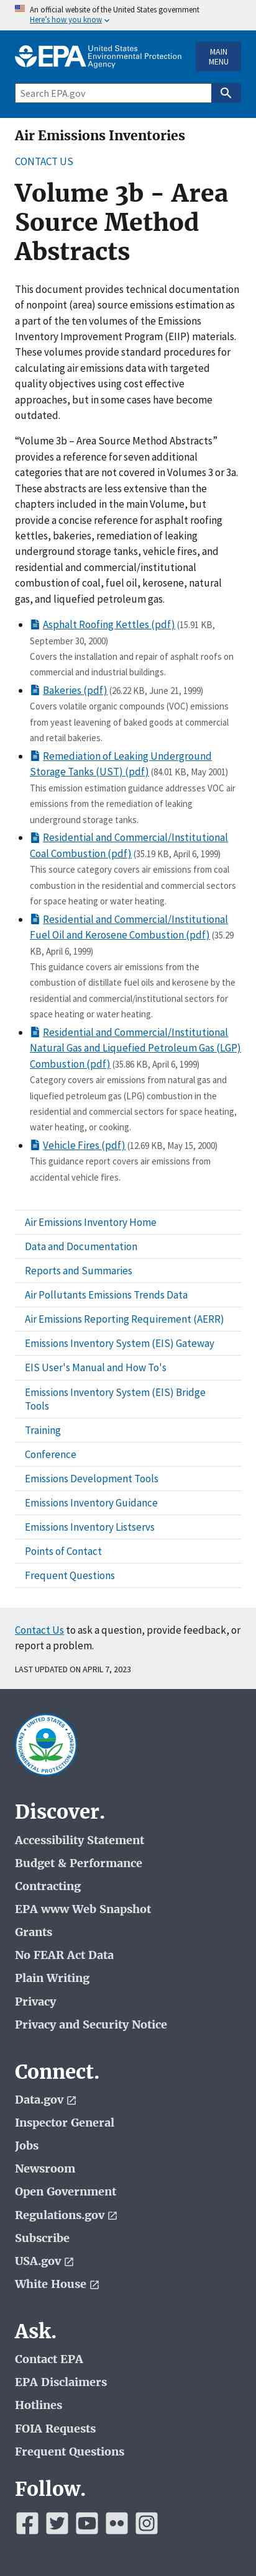 An official website of the United States government
Here's how you know
EPA United States
Environmental Protection
Agency
MAIN
MENU
Search EPA.gov
Air Emissions Inventories
CONTACT US
Volume 3b - Area
Source Method
Abstracts
This document provides technical documentation
of nonpoint (area) source emissions estimation as
a part of the ten volumes of the Emissions
Inventory Improvement Program (EIIP) materials.
These volumes provide standard procedures for
calculating air emissions data with targeted
quality objectives using cost effective
approaches, but in some cases have become
outdated.
“Volume 3b – Area Source Method Abstracts”
provides a reference for seven additional
categories that are not covered in Volumes 3 or 3a.
These abstracts are less extensive than the
chapters included in the main Volume, but
provide a concise reference for asphalt roofing
kettles, bakeries, remediation of leaking
underground storage tanks, vehicle fires, and
residential and commercial/institutional
combustion of coal, fuel oil, kerosene, natural
gas, and liquefied petroleum gas.
Asphalt Roofing Kettles (pdf) (15.91 KB,
September 30, 2000)
Covers the installation and repair of asphalt roofs on
commercial and industrial buildings.
Bakeries (pdf) (26.22 KB, June 21, 1999)
Covers volatile organic compounds (VOC) emissions
from yeast leavening of baked goods at commercial
and retail bakeries.
Remediation of Leaking Underground
Storage Tanks (UST) (pdf) (84.01 KB, May 2001)
This emission estimation guidance addresses VOC air
emissions from the remediation of leaking
underground storage tanks.
Residential and Commercial/Institutional
Coal Combustion (pdf) (35.19 KB, April 6, 1999)
This source category covers air emissions from coal
combustion in the residential and commercial sectors
for space heating or water heating.
Residential and Commercial/Institutional
Fuel Oil and Kerosene Combustion (pdf) (35.29
KB, April 6, 1999)
This guidance covers air emissions from the
combustion of distillate fuel oils and kerosene by the
residential and commercial/institutional sectors for
space heating or water heating.
Residential and Commercial/Institutional
Natural Gas and Liquefied Petroleum Gas (LGP)
Combustion (pdf) (35.86 KB, April 6, 1999)
Category covers air emissions from natural gas and
liquefied petroleum gas (LPG) combustion in the
residential and commercial sectors for space heating,
water heating, or cooking.
Vehicle Fires (pdf) (12.69 KB, May 15, 2000)
This guidance report covers air emissions from
accidental vehicle fires.
Air Emissions Inventory Home
Data and Documentation
Reports and Summaries
Air Pollutants Emissions Trends Data
Air Emissions Reporting Requirement (AERR)
Emissions Inventory System (EIS) Gateway
EIS User's Manual and How To's
Emissions Inventory System (EIS) Bridge
Tools
Training
Conference
Emissions Development Tools
Emissions Inventory Guidance
Emissions Inventory Listservs
Points of Contact
Frequent Questions
Contact Us to ask a question, provide feedback, or
report a problem.
LAST UPDATED ON APRIL 7, 2023
UNITED STATES
ENVIRONMENTAL PROTECTION AGENCY
Discover.
Accessibility Statement
Budget & Performance
Contracting
EPA www Web Snapshot
Grants
No FEAR Act Data
Plain Writing
Privacy
Privacy and Security Notice
Connect.
Data.gov
Inspector General
Jobs
Newsroom
Open Government
Regulations.gov
Subscribe
USA.gov
White House
Ask.
Contact EPA
EPA Disclaimers
Hotlines
FOIA Requests
Frequent Questions
Follow.